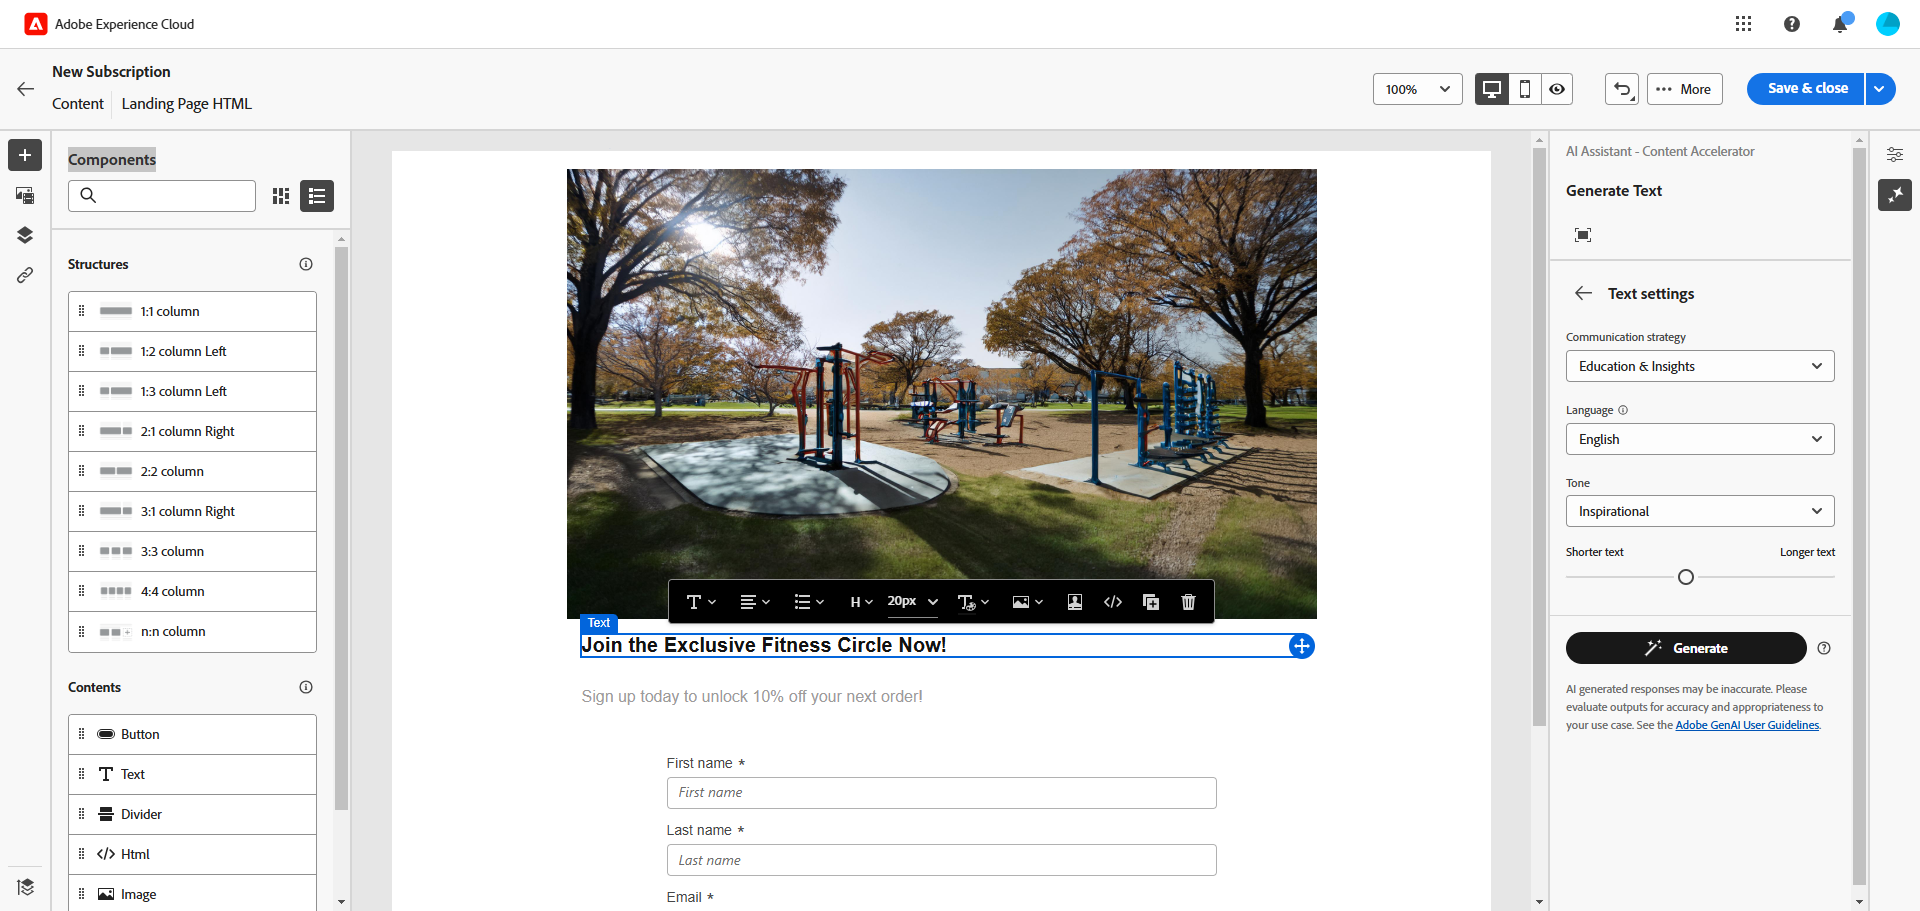 Adobe Experience Cloud
New Subscription
Content
Landing Page HTML
100%
More
Save & close
Components
Structures
1:1 column
1:2 column Left
1:3 column Left
2:1 column Right
2:2 column
3:1 column Right
3:3 column
4:4 column
n:n column
Contents
Button
Text
Divider
Html
Image
H
20px
Text
Join the Exclusive Fitness Circle Now!
Sign up today to unlock 10% off your next order!
First name *
First name
Last name *
Last name
Email *
AI Assistant - Content Accelerator
Generate Text
Text settings
Communication strategy
Education & Insights
Language
English
Tone
Inspirational
Shorter text
Longer text
Generate
AI generated responses may be inaccurate. Please
evaluate outputs for accuracy and appropriateness to
your use case. See the Adobe GenAI User Guidelines.